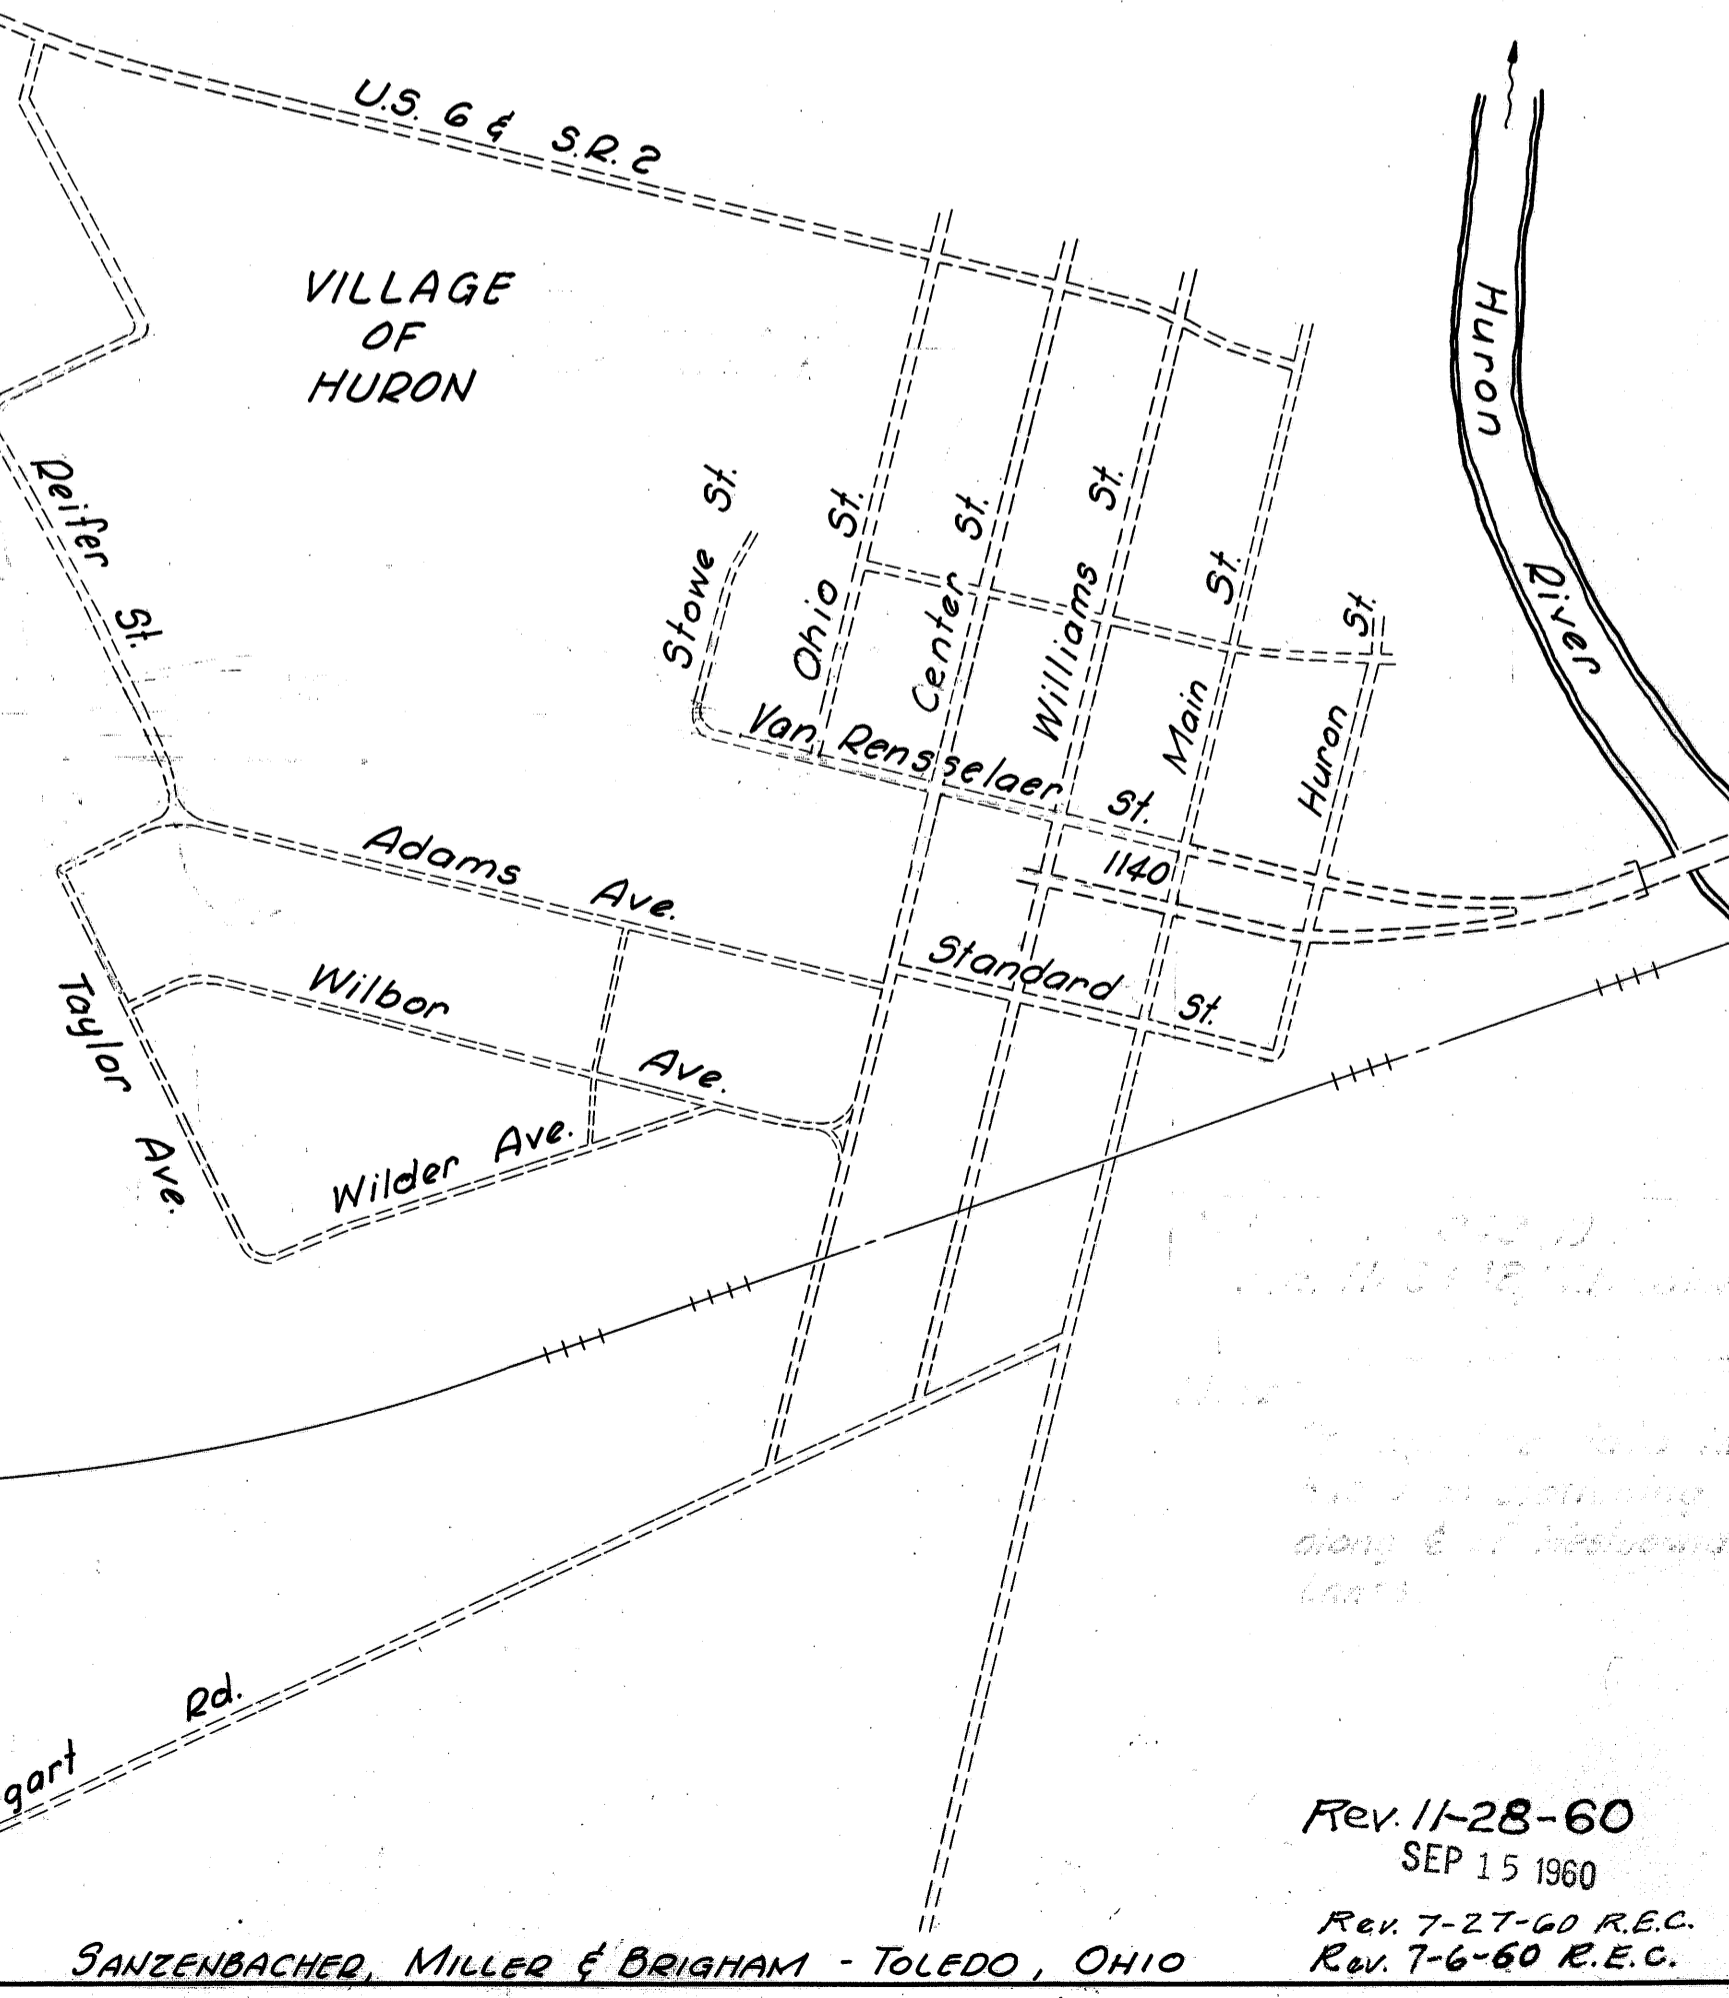 U.S. 6 & S.R. 2
VILLAGE
OF
HURON
Huron River
Reifer St.
Stowe St.
Ohio St.
Center St.
Williams St.
Main St.
Huron St.
Van Rensselaer St.
1140
Adams Ave.
Standard St.
Wilbor Ave.
Taylor Ave.
Wilder Ave.
along &
gart Rd.
Rev. 11-28-60
SEP 15 1960
Rev. 7-27-60 R.E.C.
Rev. 7-6-60 R.E.C.
SANZENBACHER, MILLER & BRIGHAM - TOLEDO, OHIO